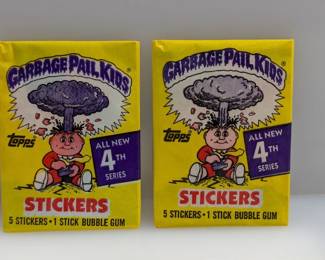 GARBAGE PAIL KIDS
Topps
ALL NEW
4TH
SERIES
STICKERS
5 STICKERS•1 STICK BUBBLE GUM
GARBAGE PAIL KIDS
Topps
ALL NEW
4TH
SERIES
STICKERS
5 STICKERS•1 STICK BUBBLE GUM